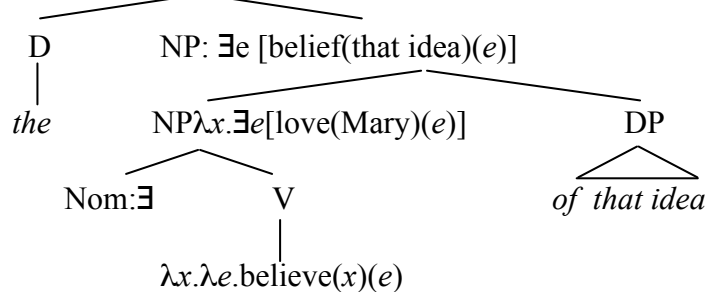 D NP: ∃e [belief(that idea)(e)]
the NPλx.∃e[love(Mary)(e)] DP
Nom:∃ V of that idea
λx.λe.believe(x)(e)